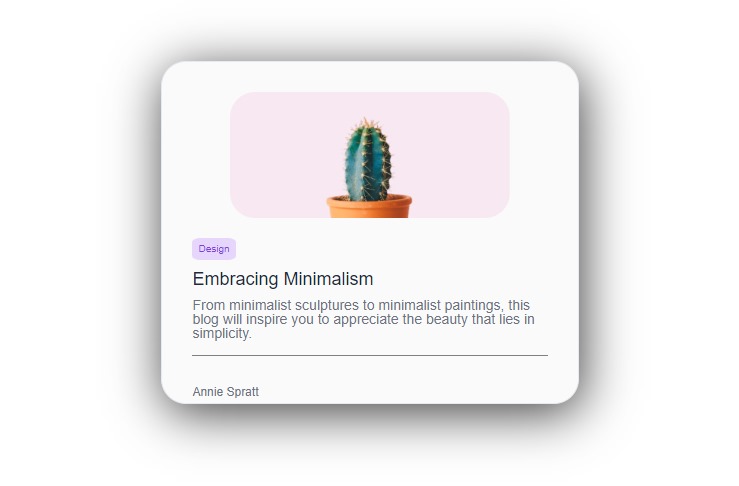 Design
Embracing Minimalism
From minimalist sculptures to minimalist paintings, this
blog will inspire you to appreciate the beauty that lies in
simplicity.
Annie Spratt